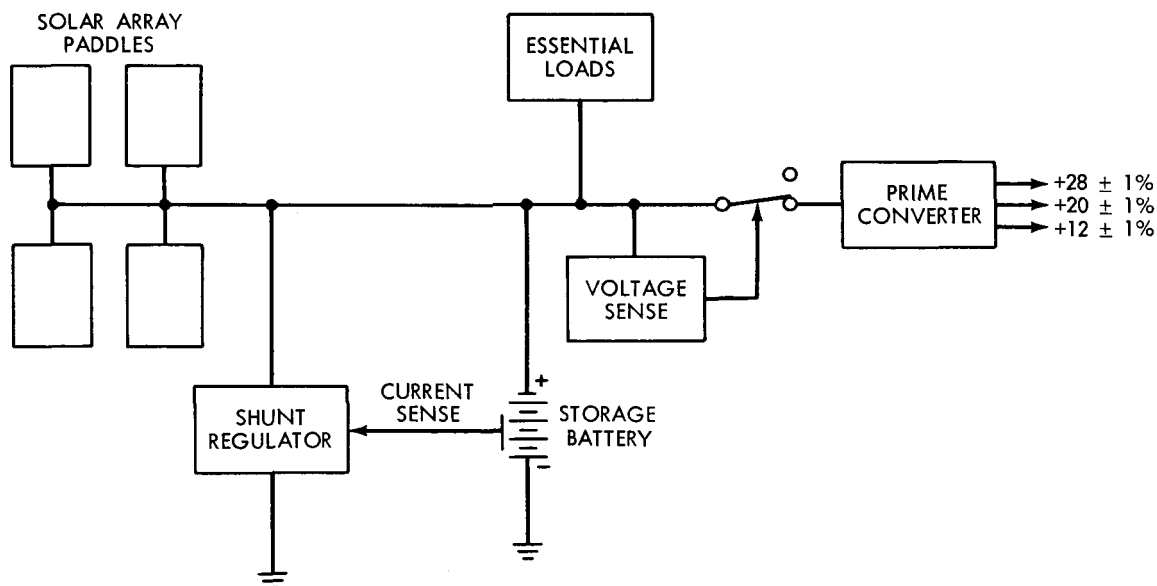 SOLAR ARRAY
PADDLES
ESSENTIAL
LOADS
PRIME
CONVERTER
+28 ± 1%
+20 ± 1%
+12 ± 1%
VOLTAGE
SENSE
SHUNT
REGULATOR
CURRENT
SENSE
+
STORAGE
BATTERY
-